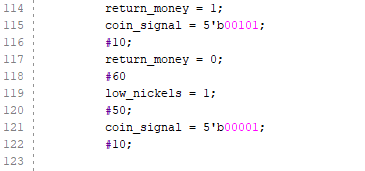 114 return_money = 1;
115 coin_signal = 5'b00101;
116 #10;
117 return_money = 0;
118 #60
119 low_nickels = 1;
120 #50;
121 coin_signal = 5'b00001;
122 #10;
123